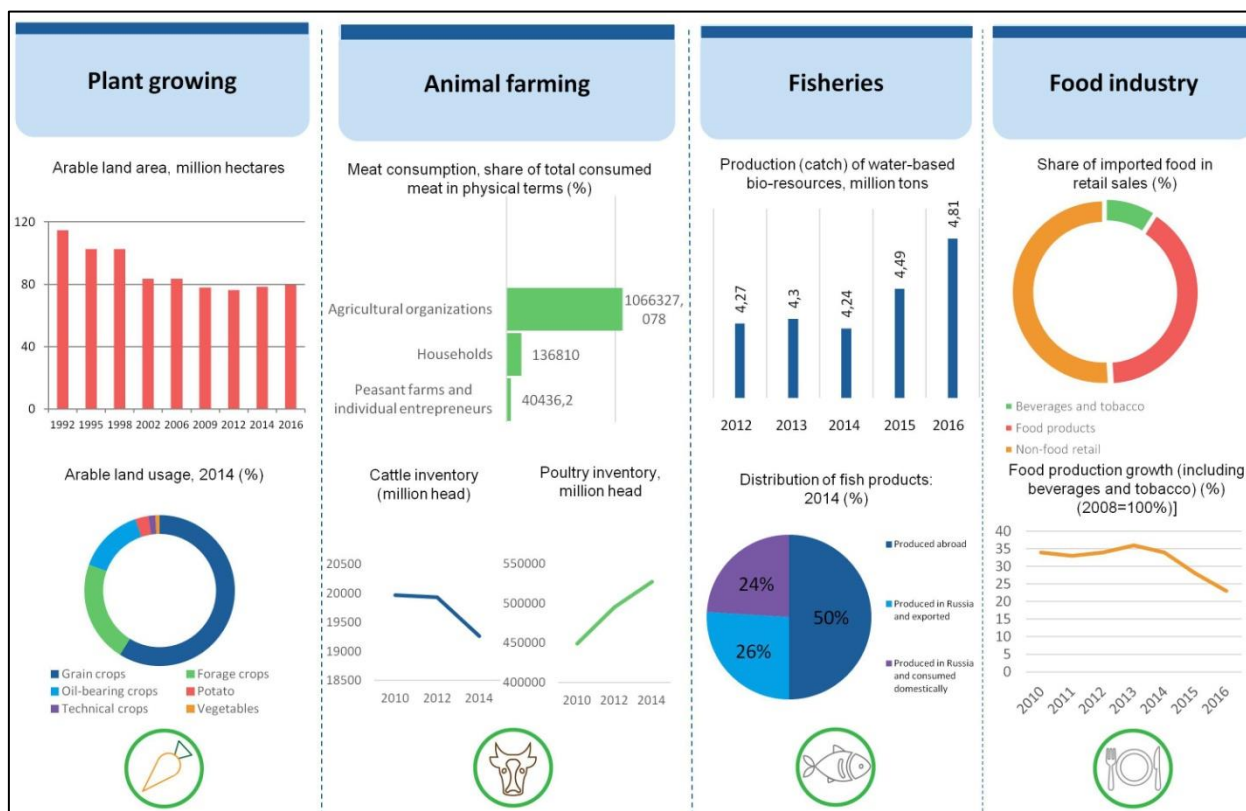 Plant growing
Arable land area, million hectares
120
80
40
0
1992 1995 1998 2002 2006 2009 2012 2014 2016
Arable land usage, 2014 (%)
Grain crops
Forage crops
Oil-bearing crops
Potato
Technical crops
Vegetables
Animal farming
Meat consumption, share of total consumed
meat in physical terms (%)
Agricultural organizations
1066327,
078
Households
136810
Peasant farms and
individual entrepreneurs
40436,2
Cattle inventory
(million head)
20500
20000
19500
19000
18500
2010 2012 2014
Poultry inventory,
million head
550000
500000
450000
400000
2010 2012 2014
Fisheries
Production (catch) of water-based
bio-resources, million tons
4,27
4,3
4,24
4,49
4,81
2012 2013 2014 2015 2016
Distribution of fish products:
2014 (%)
24%
50%
26%
Produced abroad
Produced in Russia
and exported
Produced in Russia
and consumed
domestically
Food industry
Share of imported food in
retail sales (%)
Beverages and tobacco
Food products
Non-food retail
Food production growth (including
beverages and tobacco) (%)
(2008=100%)]
40
35
30
25
20
15
10
5
0
2010 2011 2012 2013 2014 2015 2016